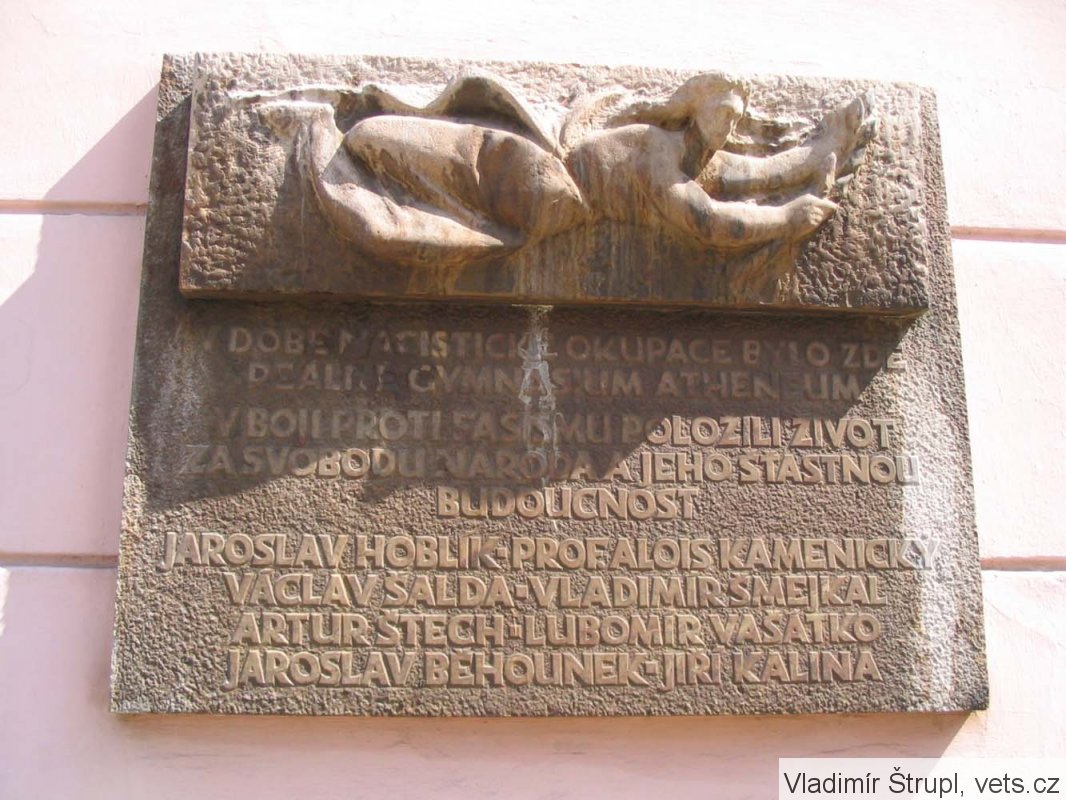 V DOBĚ NACISTICKÉ OKUPACE BYLO ZDE
REÁLNÉ GYMNASIUM ATHENEUM
V BOJI PROTI FAŠISMU POLOŽILI ŽIVOT
ZA SVOBODU NÁRODA A JEHO ŠŤASTNOU
BUDOUCNOST
JAROSLAV HOBLÍK·PROF.ALOIS KAMENICKÝ
VÁCLAV ŠALDA·VLADIMÍR SMEJKAL
ARTUR ŠTECH·LUBOMÍR VAŠÁTKO
JAROSLAV BĚHOUNEK·JIŘÍ KALINA
Vladimír Štrupl, vets.cz